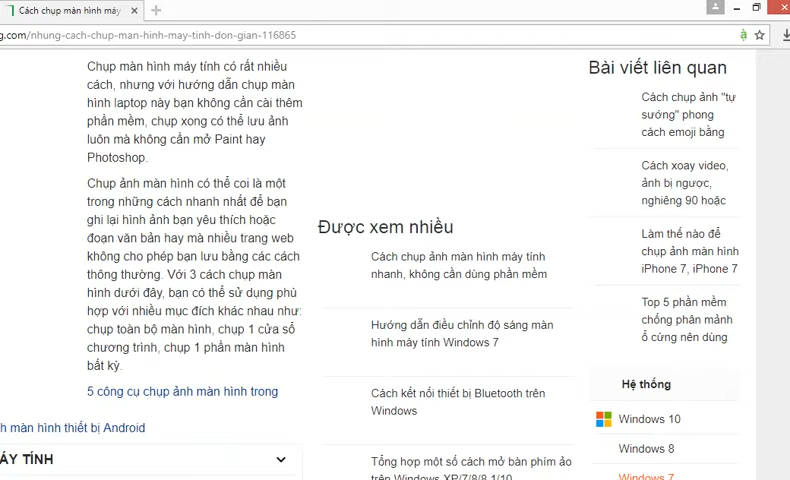 Cách chụp màn hình máy
g.com/nhung-cach-chup-man-hinh-may-tinh-don-gian-116865
Chụp màn hình máy tính có rất nhiều
cách, nhưng với hướng dẫn chụp màn
hình laptop này bạn không cần cài thêm
phần mềm, chụp xong có thể lưu ảnh
luôn mà không cần mở Paint hay
Photoshop.
Chụp ảnh màn hình có thể coi là một
trong những cách nhanh nhất để bạn
ghi lại hình ảnh bạn yêu thích hoặc
đoạn văn bản hay mà nhiều trang web
không cho phép bạn lưu bằng các cách
thông thường. Với 3 cách chụp màn
hình dưới đây, bạn có thể sử dụng phù
hợp với nhiều mục đích khác nhau như:
chụp toàn bộ màn hình, chụp 1 cửa sổ
chương trình, chụp 1 phần màn hình
bất kỳ.
5 công cụ chụp ảnh màn hình trong
h màn hình thiết bị Android
ÁY TÍNH
Được xem nhiều
Cách chụp ảnh màn hình máy tính
nhanh, không cần dùng phần mềm
Hướng dẫn điều chỉnh độ sáng màn
hình máy tính Windows 7
Cách kết nối thiết bị Bluetooth trên
Windows
Tổng hợp một số cách mở bàn phím ảo
trên Windows XP/7/8/8.1/10
Bài viết liên quan
Cách chụp ảnh "tự
sướng" phong
cách emoji bằng
Cách xoay video,
ảnh bị ngược,
nghiêng 90 hoặc
Làm thế nào để
chụp ảnh màn hình
iPhone 7, iPhone 7
Top 5 phần mềm
chống phân mảnh
ổ cứng nên dùng
Hệ thống
Windows 10
Windows 8
Windows 7